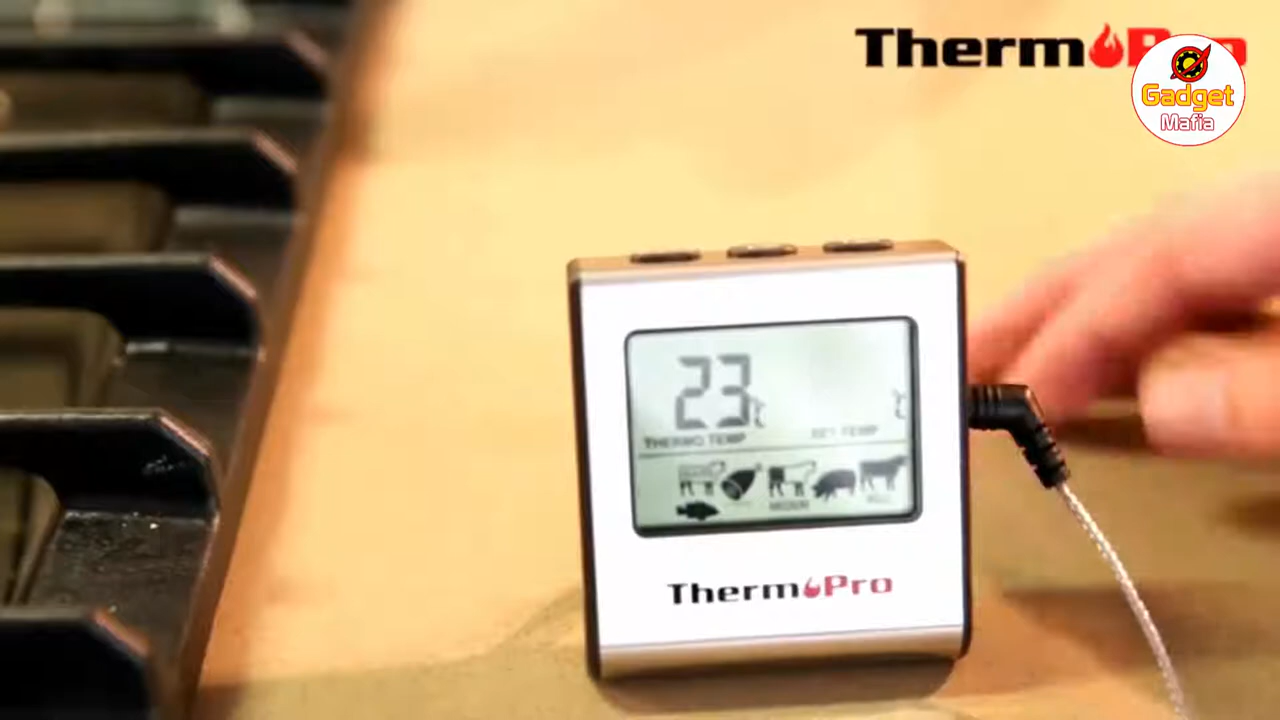 ThermoPro
Gadget
Mafia
23 °C
°C
THERMO TEMP
SET TEMP
ThermoPro